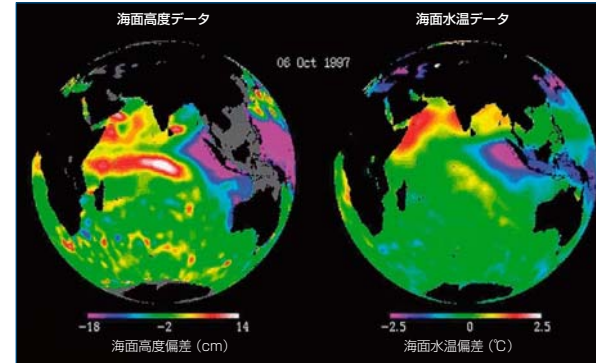 海面高度データ
海面水温データ
06 Oct 1997
-18 -2 14
海面高度偏差（cm）
-2.5 0 2.5
海面水温偏差（℃）